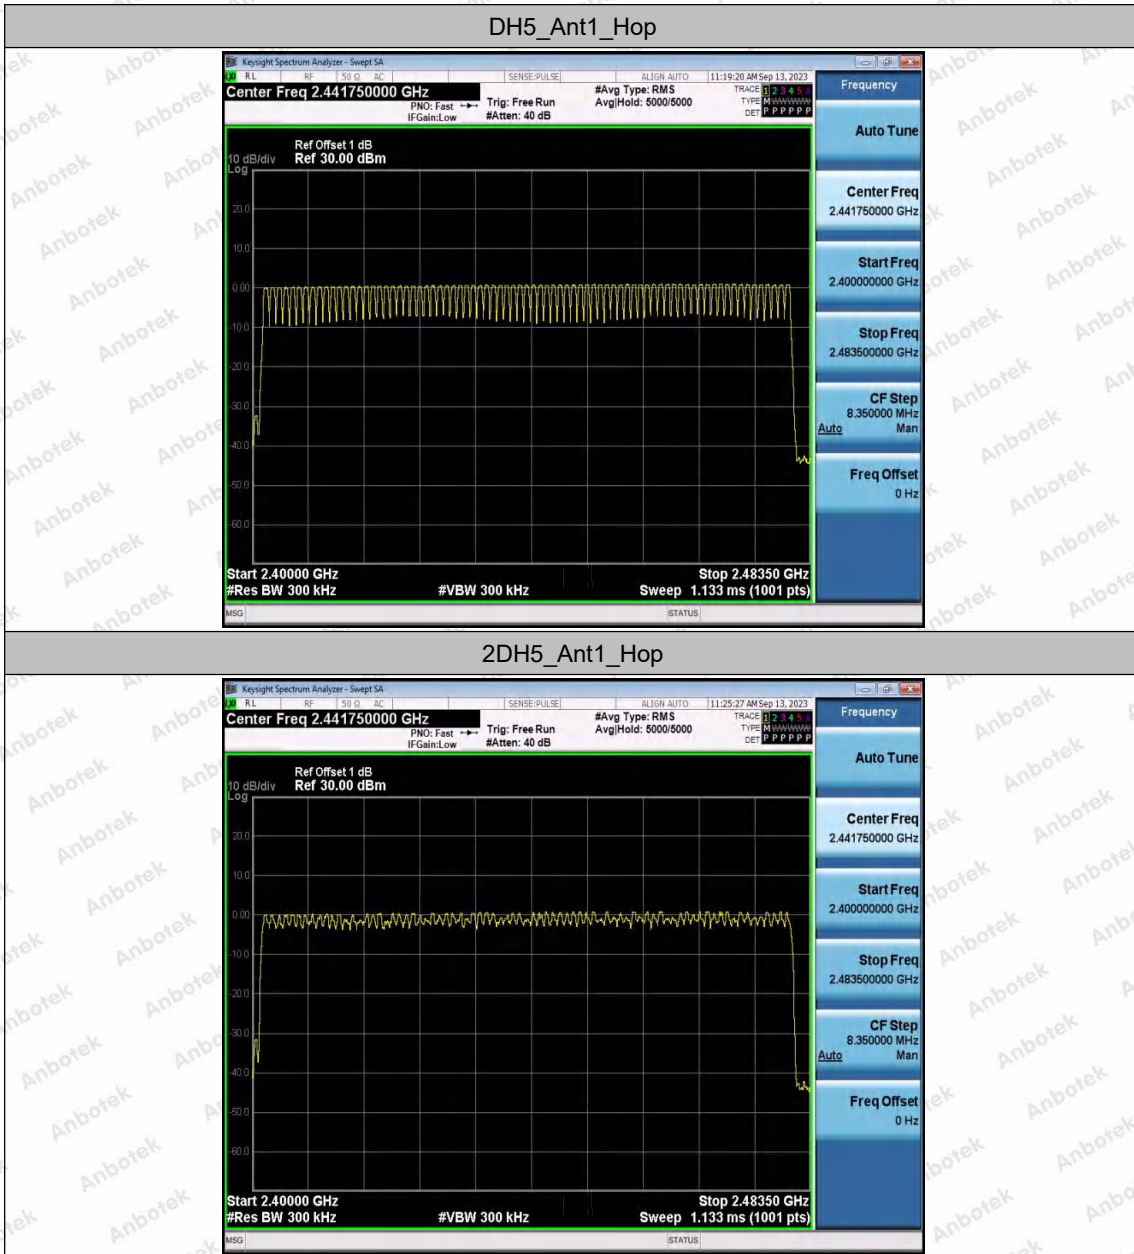 DH5_Ant1_Hop
Keysight Spectrum Analyzer - Swept SA
RL RF 50 Ω AC SENSE:PULSE ALIGN AUTO 11:19:20 AM Sep 13, 2023
Center Freq 2.441750000 GHz
PNO: Fast
IFGain:Low
Trig: Free Run
#Atten: 40 dB
#Avg Type: RMS
Avg|Hold: 5000/5000
TRACE 1 2 3 4 5 6
TYPE M WWWWW
DET P P P P P P
Frequency
Auto Tune
Center Freq
2.441750000 GHz
Start Freq
2.400000000 GHz
Stop Freq
2.483500000 GHz
CF Step
8.350000 MHz
Auto Man
Freq Offset
0 Hz
Ref Offset 1 dB
10 dB/div Ref 30.00 dBm
Log
20.0
10.0
0.00
-10.0
-20.0
-30.0
-40.0
-50.0
-60.0
Start 2.40000 GHz Stop 2.48350 GHz
#Res BW 300 kHz #VBW 300 kHz Sweep 1.133 ms (1001 pts)
MSG STATUS
2DH5_Ant1_Hop
Keysight Spectrum Analyzer - Swept SA
RL RF 50 Ω AC SENSE:PULSE ALIGN AUTO 11:25:27 AM Sep 13, 2023
Center Freq 2.441750000 GHz
PNO: Fast
IFGain:Low
Trig: Free Run
#Atten: 40 dB
#Avg Type: RMS
Avg|Hold: 5000/5000
TRACE 1 2 3 4 5 6
TYPE M WWWWW
DET P P P P P P
Frequency
Auto Tune
Center Freq
2.441750000 GHz
Start Freq
2.400000000 GHz
Stop Freq
2.483500000 GHz
CF Step
8.350000 MHz
Auto Man
Freq Offset
0 Hz
Ref Offset 1 dB
10 dB/div Ref 30.00 dBm
Log
20.0
10.0
0.00
-10.0
-20.0
-30.0
-40.0
-50.0
-60.0
Start 2.40000 GHz Stop 2.48350 GHz
#Res BW 300 kHz #VBW 300 kHz Sweep 1.133 ms (1001 pts)
MSG STATUS
Anbotek